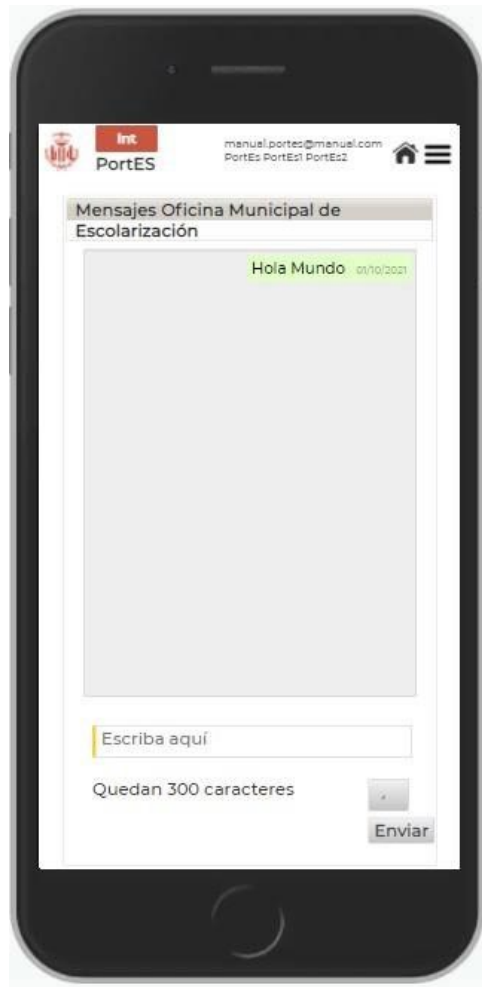 Int
PortES
manual.portes@manual.com
PortEs PortEs1 PortEs2
Mensajes Oficina Municipal de
Escolarización
Hola Mundo 01/10/2021
Escriba aquí
Quedan 300 caracteres
Enviar